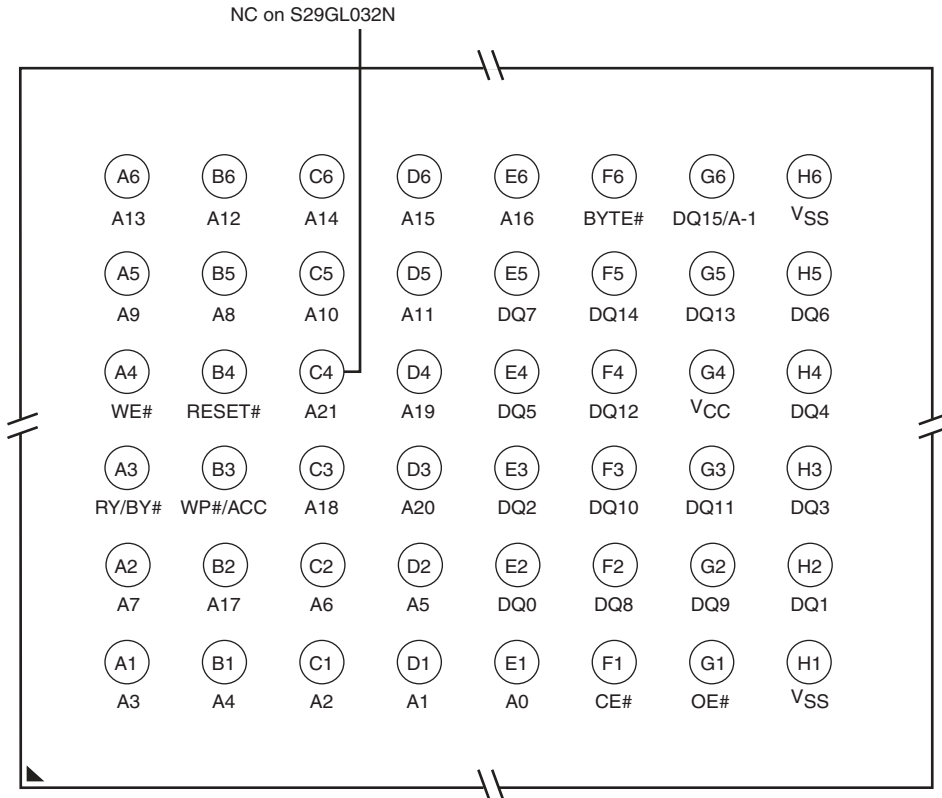 NC on S29GL032N
A6 B6 C6 D6 E6 F6 G6 H6
A13 A12 A14 A15 A16 BYTE# DQ15/A-1 VSS
A5 B5 C5 D5 E5 F5 G5 H5
A9 A8 A10 A11 DQ7 DQ14 DQ13 DQ6
A4 B4 C4 D4 E4 F4 G4 H4
WE# RESET# A21 A19 DQ5 DQ12 VCC DQ4
A3 B3 C3 D3 E3 F3 G3 H3
RY/BY# WP#/ACC A18 A20 DQ2 DQ10 DQ11 DQ3
A2 B2 C2 D2 E2 F2 G2 H2
A7 A17 A6 A5 DQ0 DQ8 DQ9 DQ1
A1 B1 C1 D1 E1 F1 G1 H1
A3 A4 A2 A1 A0 CE# OE# VSS